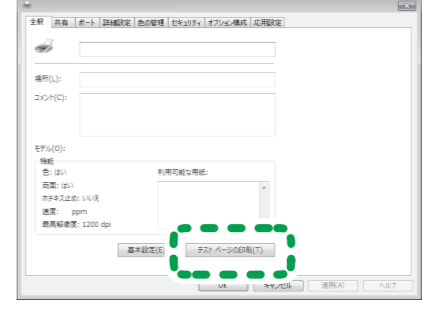 全般 共有 ポート 詳細設定 色の管理 セキュリティ オプション構成 応用設定
場所(L):
コメント(C):
モデル(O):
機能
色: はい 利用可能な用紙:
両面: はい
ホチキス止め: いいえ
速度: ppm
最高解像度: 1200 dpi
基本設定(E) テスト ページの印刷(T)
OK キャンセル 適用(A) ヘルプ